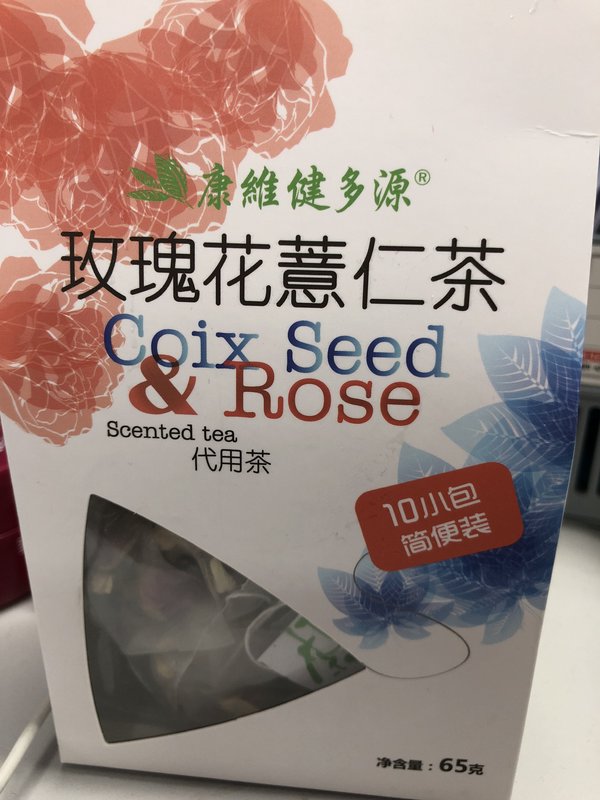 康維健多源®
玫瑰花薏仁茶
Coix Seed
& Rose
Scented tea
代用茶
10小包
简便装
净含量：65克